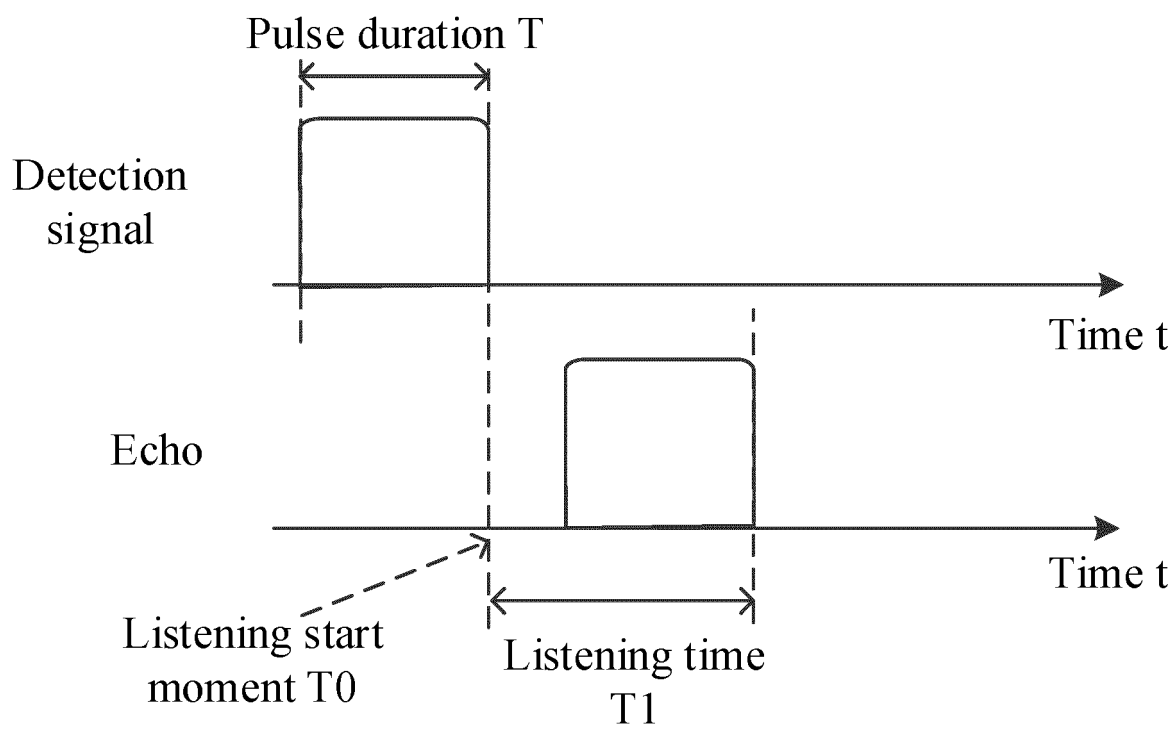 Pulse duration T
Detection
signal
Time t
Echo
Time t
Listening start
moment T0
Listening time
T1